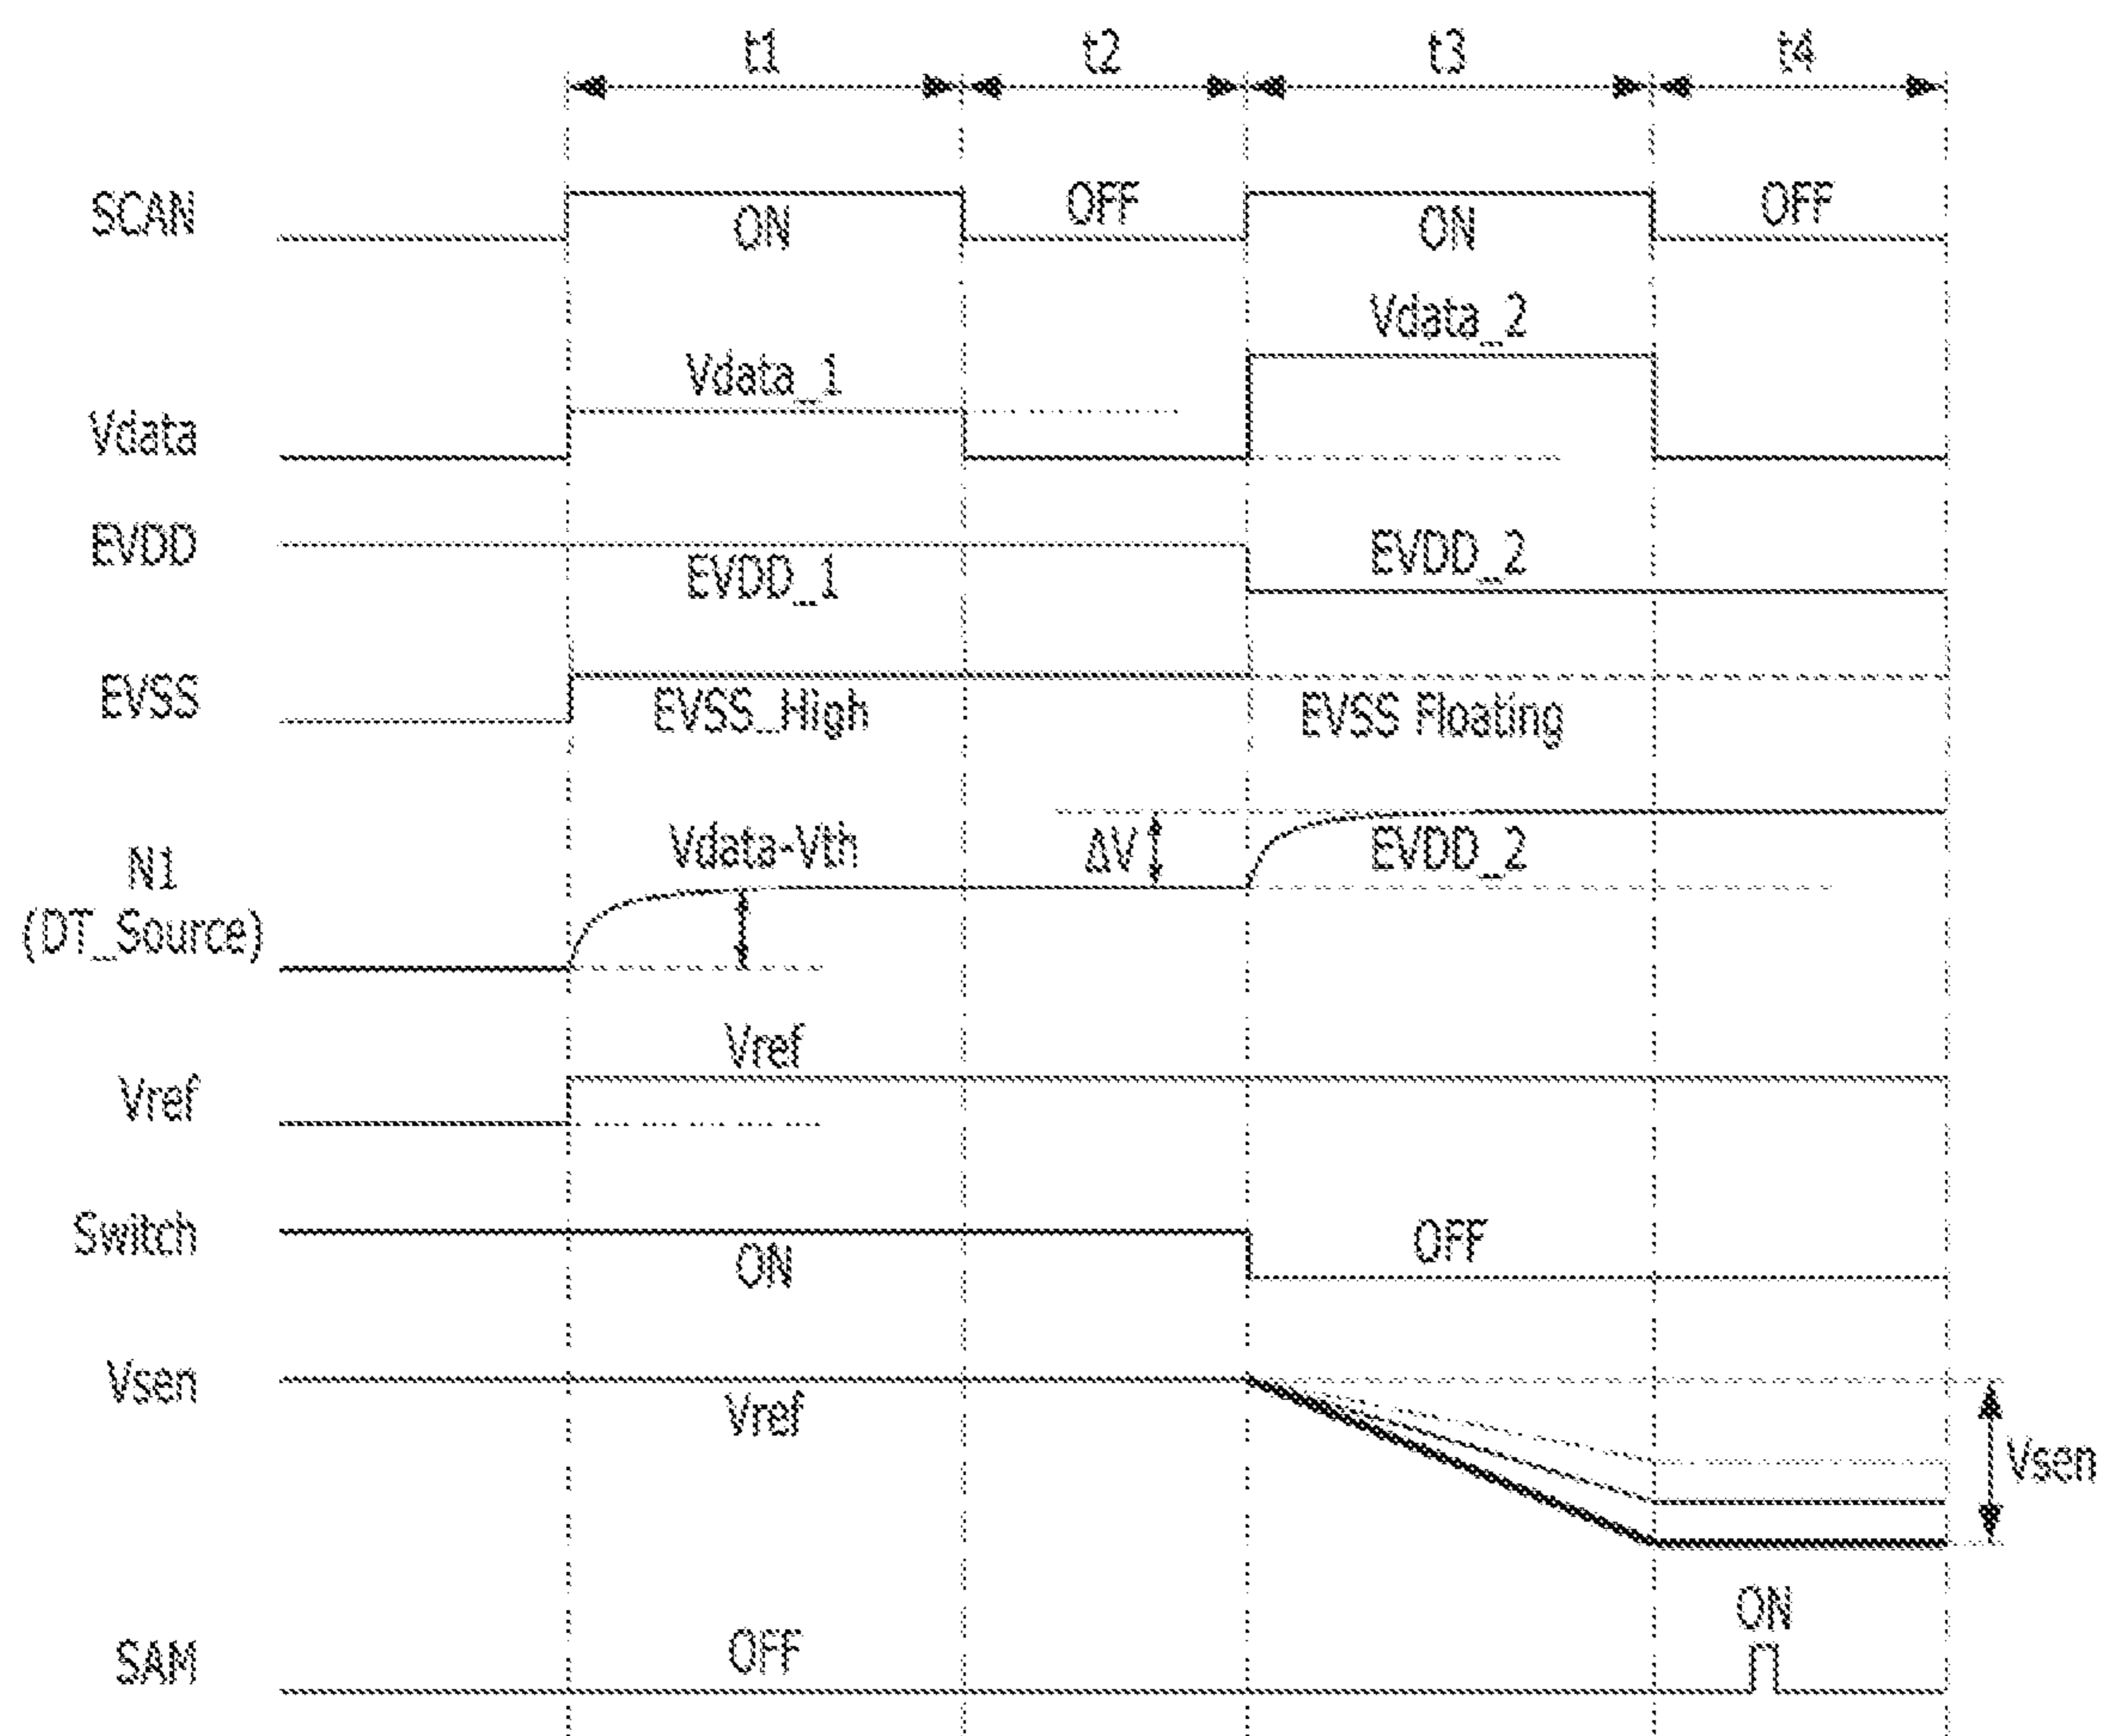 t1 t2 t3 t4
SCAN ON OFF ON OFF
Vdata_2
Vdata_1
Vdata
EVDD EVDD_1 EVDD_2
EVSS EVSS_High EVSS Floating
N1
(DT_Source)
Vdata-Vth ΔV EVDD_2
Vref
Vref
Switch ON OFF
Vsen Vref Vsen
ON
SAM OFF